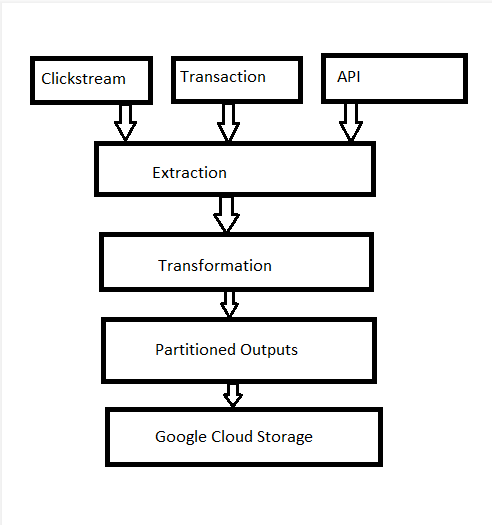 Clickstream
Transaction
API
Extraction
Transformation
Partitioned Outputs
Google Cloud Storage